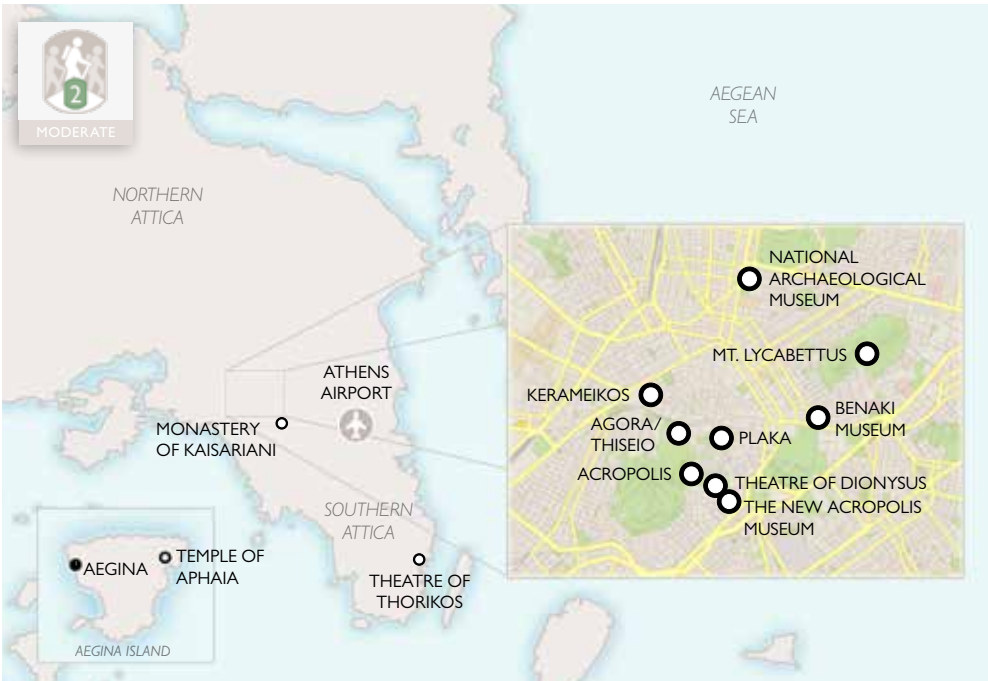 2
MODERATE
AEGEAN
SEA
NORTHERN
ATTICA
NATIONAL
ARCHAEOLOGICAL
MUSEUM
MT. LYCABETTUS
ATHENS
AIRPORT
KERAMEIKOS
BENAKI
MUSEUM
AGORA/
THISEIO
PLAKA
MONASTERY
OF KAISARIANI
ACROPOLIS
THEATRE OF DIONYSUS
THE NEW ACROPOLIS
MUSEUM
SOUTHERN
ATTICA
TEMPLE OF
APHAIA
AEGINA
THEATRE OF
THORIKOS
AEGINA ISLAND